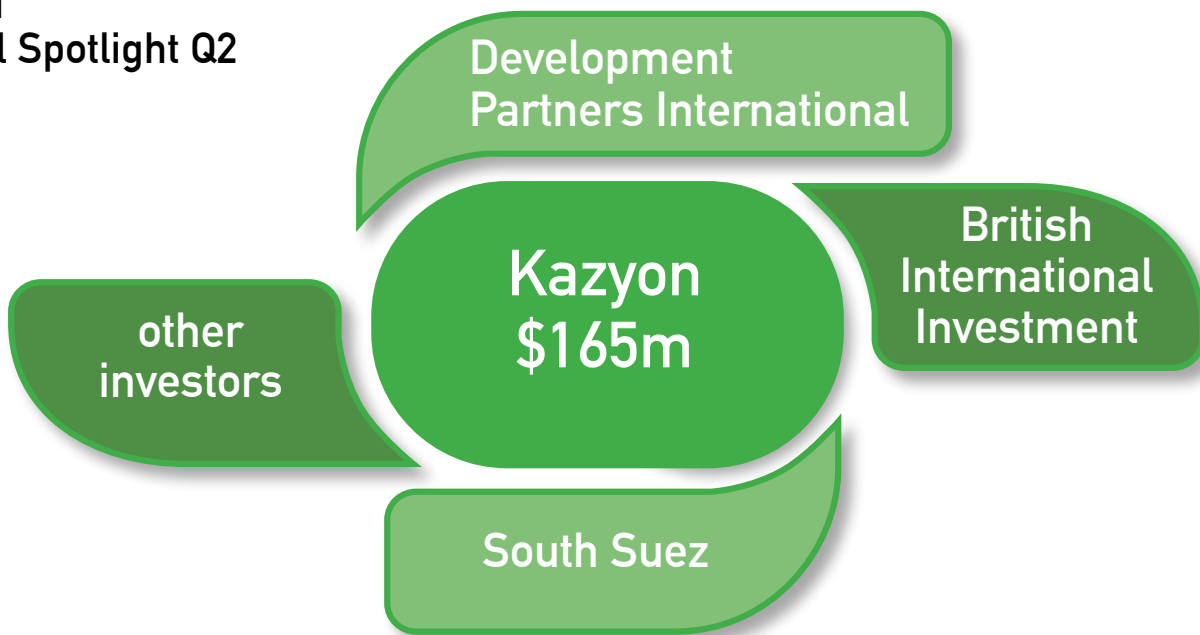 Spotlight Q2
Development
Partners International
Kazyon
$165m
British
International
Investment
other
investors
South Suez